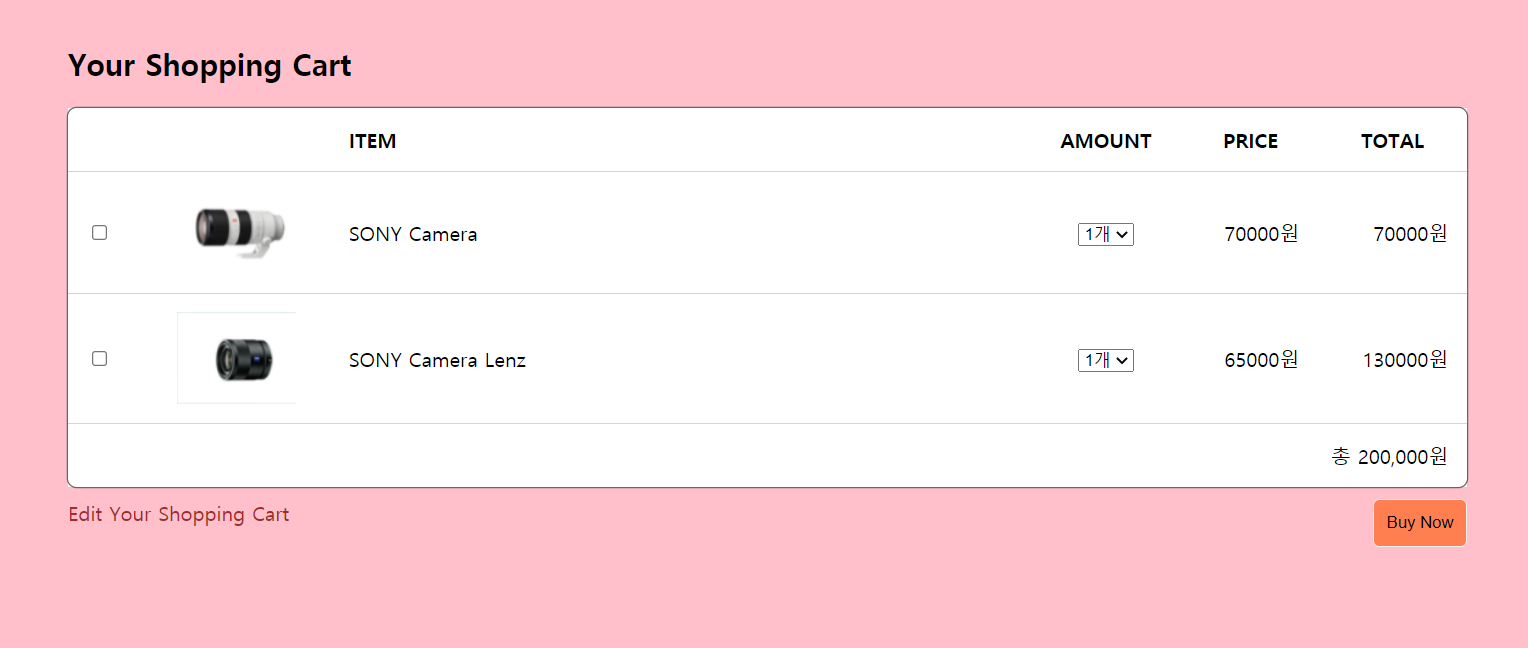 Your Shopping Cart
ITEM AMOUNT PRICE TOTAL
SONY Camera 1개 70000원 70000원
SONY Camera Lenz 1개 65000원 130000원
총 200,000원
Edit Your Shopping Cart Buy Now